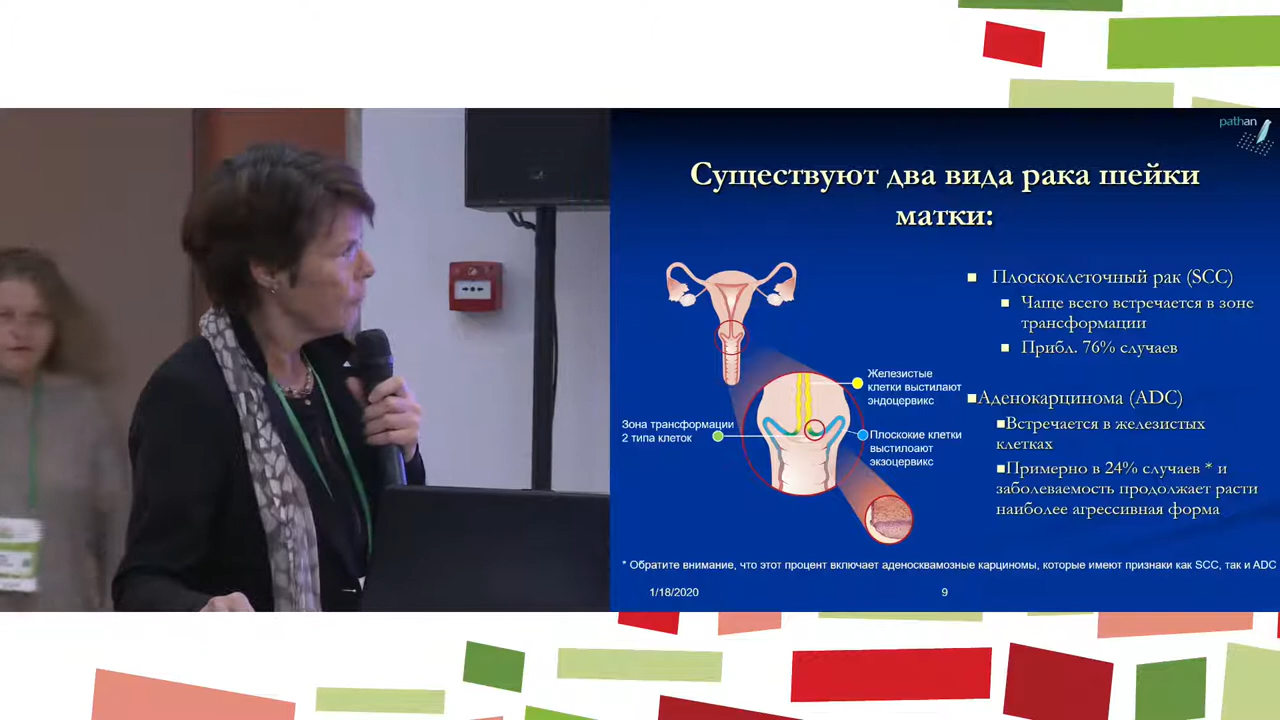 pathan
Существуют два вида рака шейки
матки:
Плоскоклеточный рак (SCC)
Чаще всего встречается в зоне
трансформации
Прибл. 76% случаев
Аденокарцинома (ADC)
Встречается в железистых
клетках
Примерно в 24% случаев * и
заболеваемость продолжает расти
наиболее агрессивная форма
Железистые
клетки выстилают
эндоцервикс
Зона трансформации
2 типа клеток
Плоские клетки
выстилоают
экзоцервикс
* Обратите внимание, что этот процент включает аденосквамозные карциномы, которые имеют признаки как SCC, так и ADC
1/18/2020
9